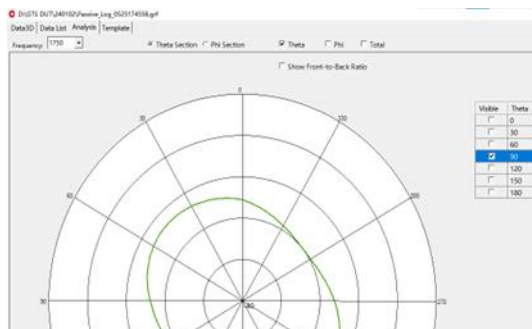 D:\STS DUT\240102\Passive_Log_0525174558.grf
Data3D Data List Analysis Template
Frequency: 1750 Theta Section Phi Section Theta Phi Total
Show Front-to-Back Ratio
Visible Theta
0
30
60
90
120
150
180
0
30
330
60
300
90
270